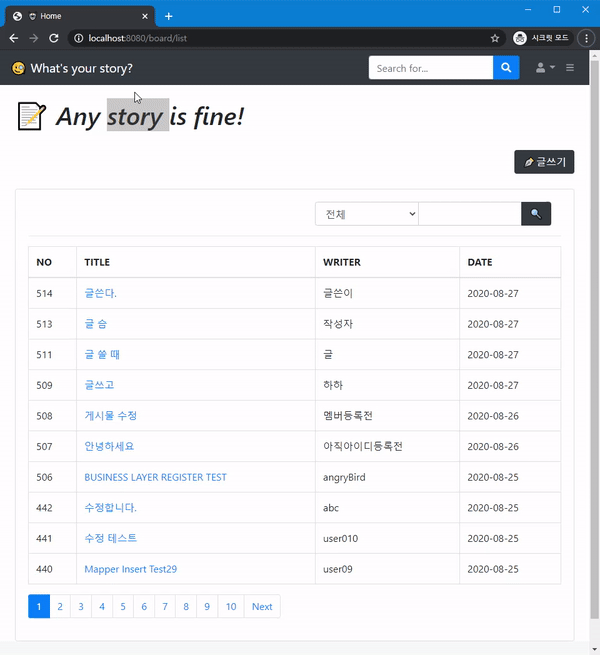 Home
localhost:8080/board/list
시크릿 모드
What's your story?
Search for...
Any story is fine!
글쓰기
전체
NO TITLE WRITER DATE
514 글쓴다. 글쓴이 2020-08-27
513 글 슴 작성자 2020-08-27
511 글 쓸 때 글 2020-08-27
509 글쓰고 하하 2020-08-27
508 게시물 수정 멤버등록전 2020-08-26
507 안녕하세요 아직아이디등록전 2020-08-26
506 BUSINESS LAYER REGISTER TEST angryBird 2020-08-25
442 수정합니다. abc 2020-08-25
441 수정 테스트 user010 2020-08-25
440 Mapper Insert Test29 user09 2020-08-25
1 2 3 4 5 6 7 8 9 10 Next